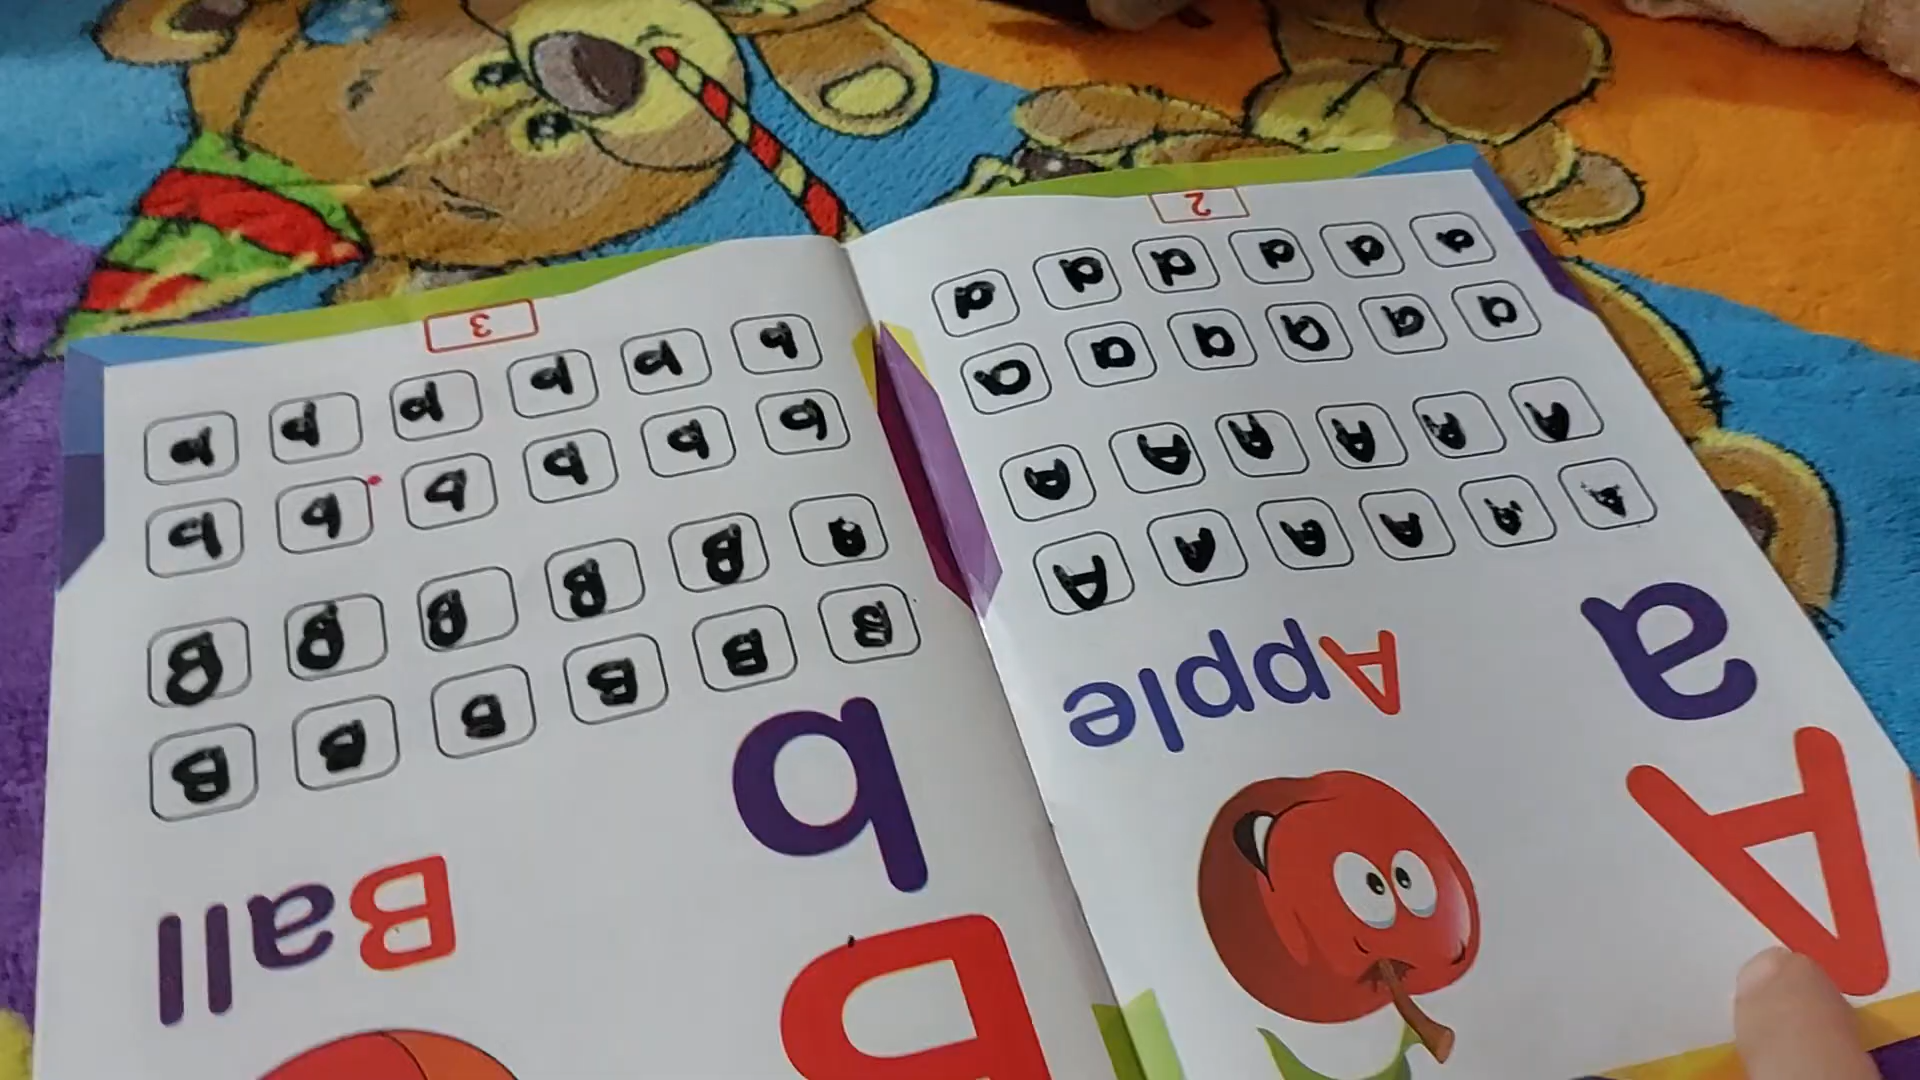 A
a
Apple
A A A A A A
A A A A A A
a a a a a a
a a a a a a
2
B
b
Ball
B B B B B B
B B B B B B
b b b b b b
b b b b b b
3